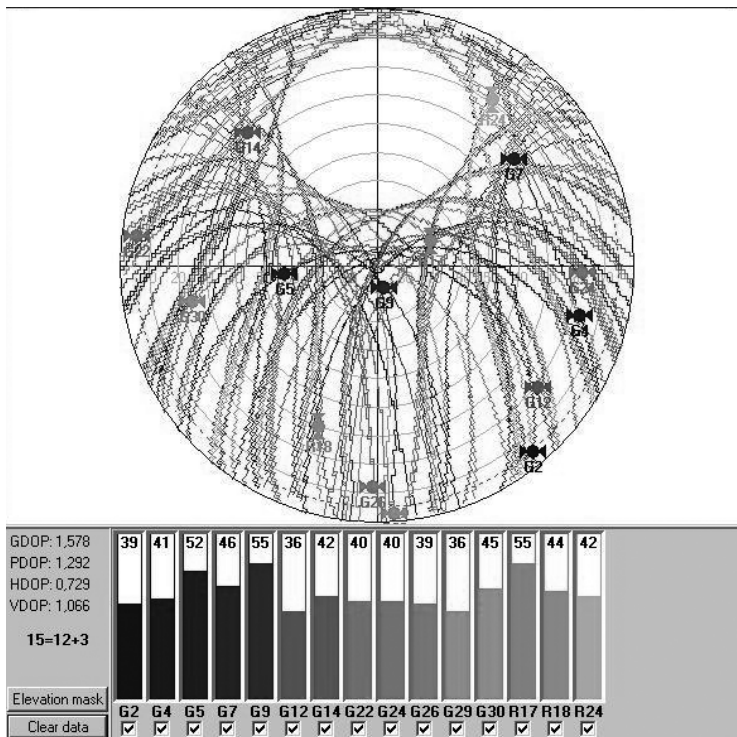 R24
G14
G7
G5
G9
G30
G4
G12
R18
G2
G26
GDOP: 1,578
PDOP: 1,292
HDOP: 0,729
VDOP: 1,066
15=12+3
39 41 52 46 55 36 42 40 40 39 36 45 55 44 42
Elevation mask
G2 G4 G5 G7 G9 G12 G14 G22 G24 G26 G29 G30 R17 R18 R24
Clear data